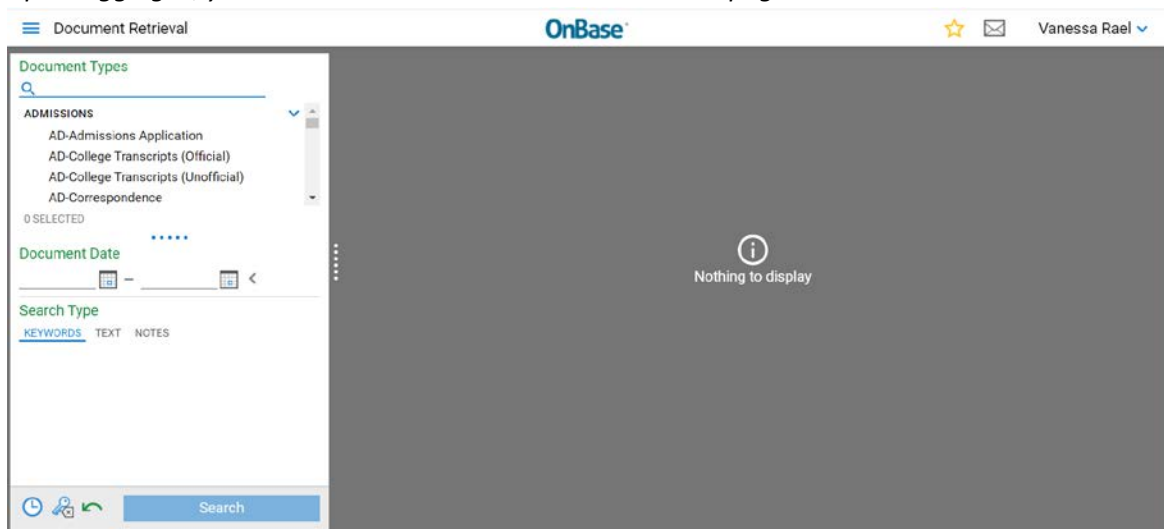 Document Retrieval
OnBase
Vanessa Rael
Document Types
ADMISSIONS
AD-Admissions Application
AD-College Transcripts (Official)
AD-College Transcripts (Unofficial)
AD-Correspondence
0 SELECTED
Document Date
–
Search Type
KEYWORDS TEXT NOTES
Nothing to display
Search